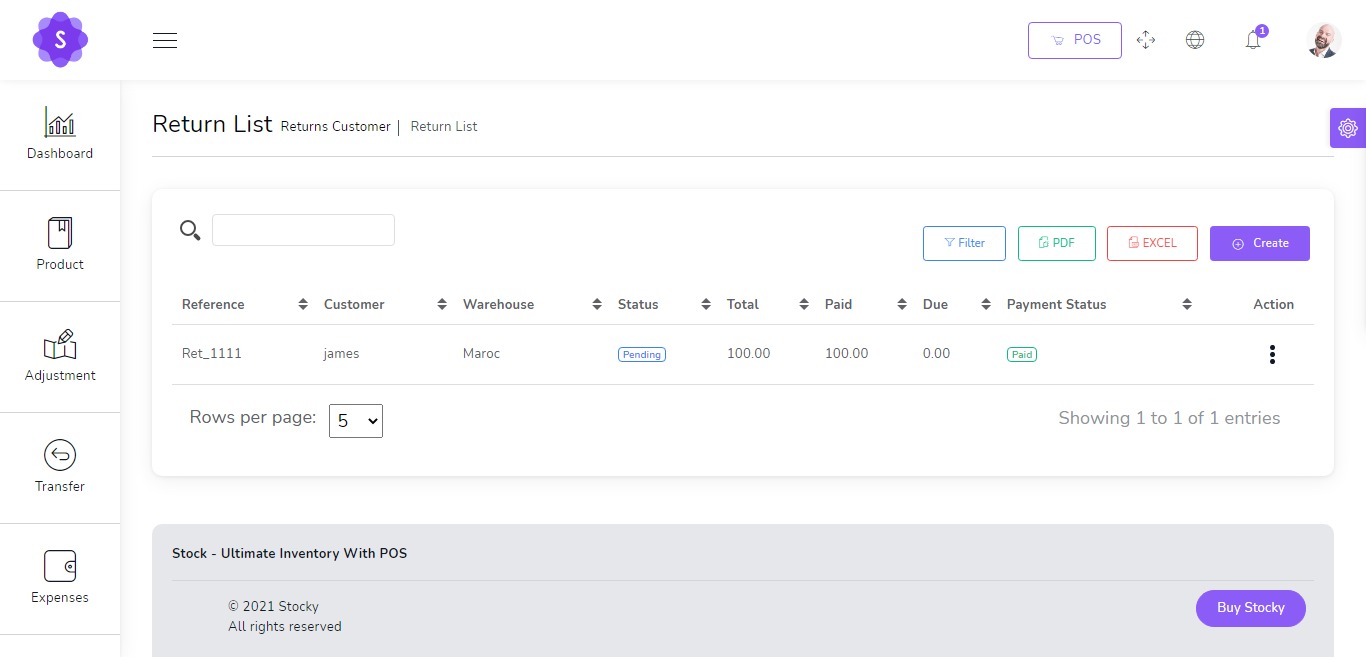 S
POS
1
Dashboard
Product
Adjustment
Transfer
Expenses
Return List Returns Customer | Return List
Filter PDF EXCEL Create
Reference Customer Warehouse Status Total Paid Due Payment Status Action
Ret_1111 james Maroc Pending 100.00 100.00 0.00 Paid
Rows per page: 5 Showing 1 to 1 of 1 entries
Stock - Ultimate Inventory With POS
© 2021 Stocky
All rights reserved
Buy Stocky